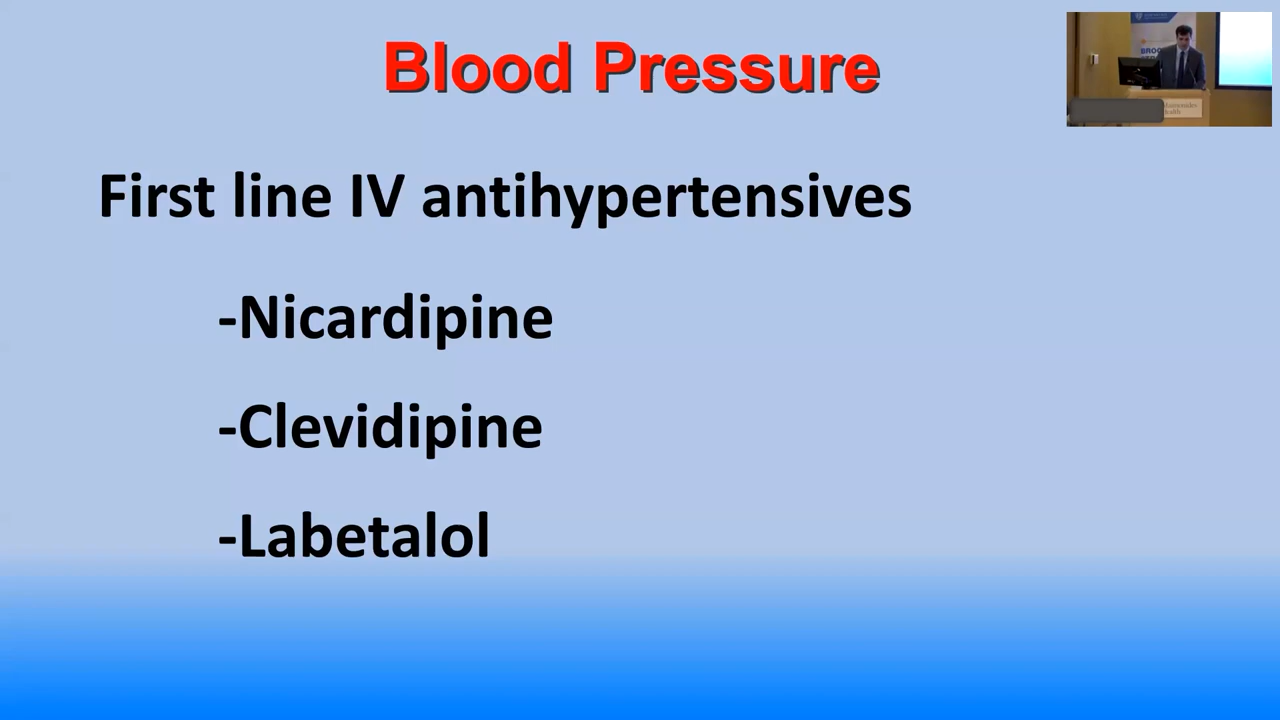 Blood Pressure
First line IV antihypertensives
-Nicardipine
-Clevidipine
-Labetalol